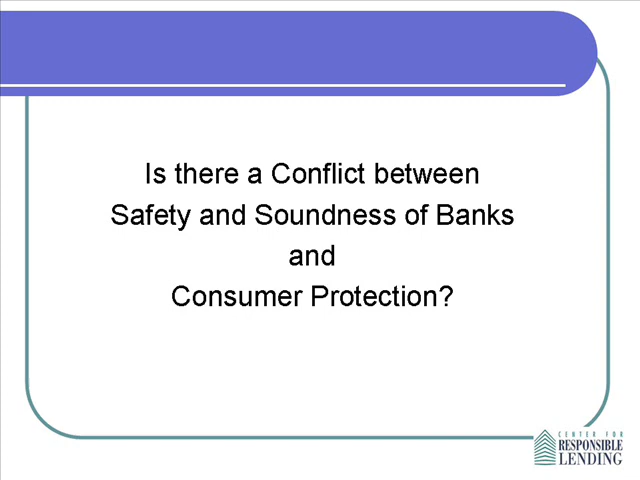 Is there a Conflict between
Safety and Soundness of Banks
and
Consumer Protection?
CENTER FOR
RESPONSIBLE
LENDING